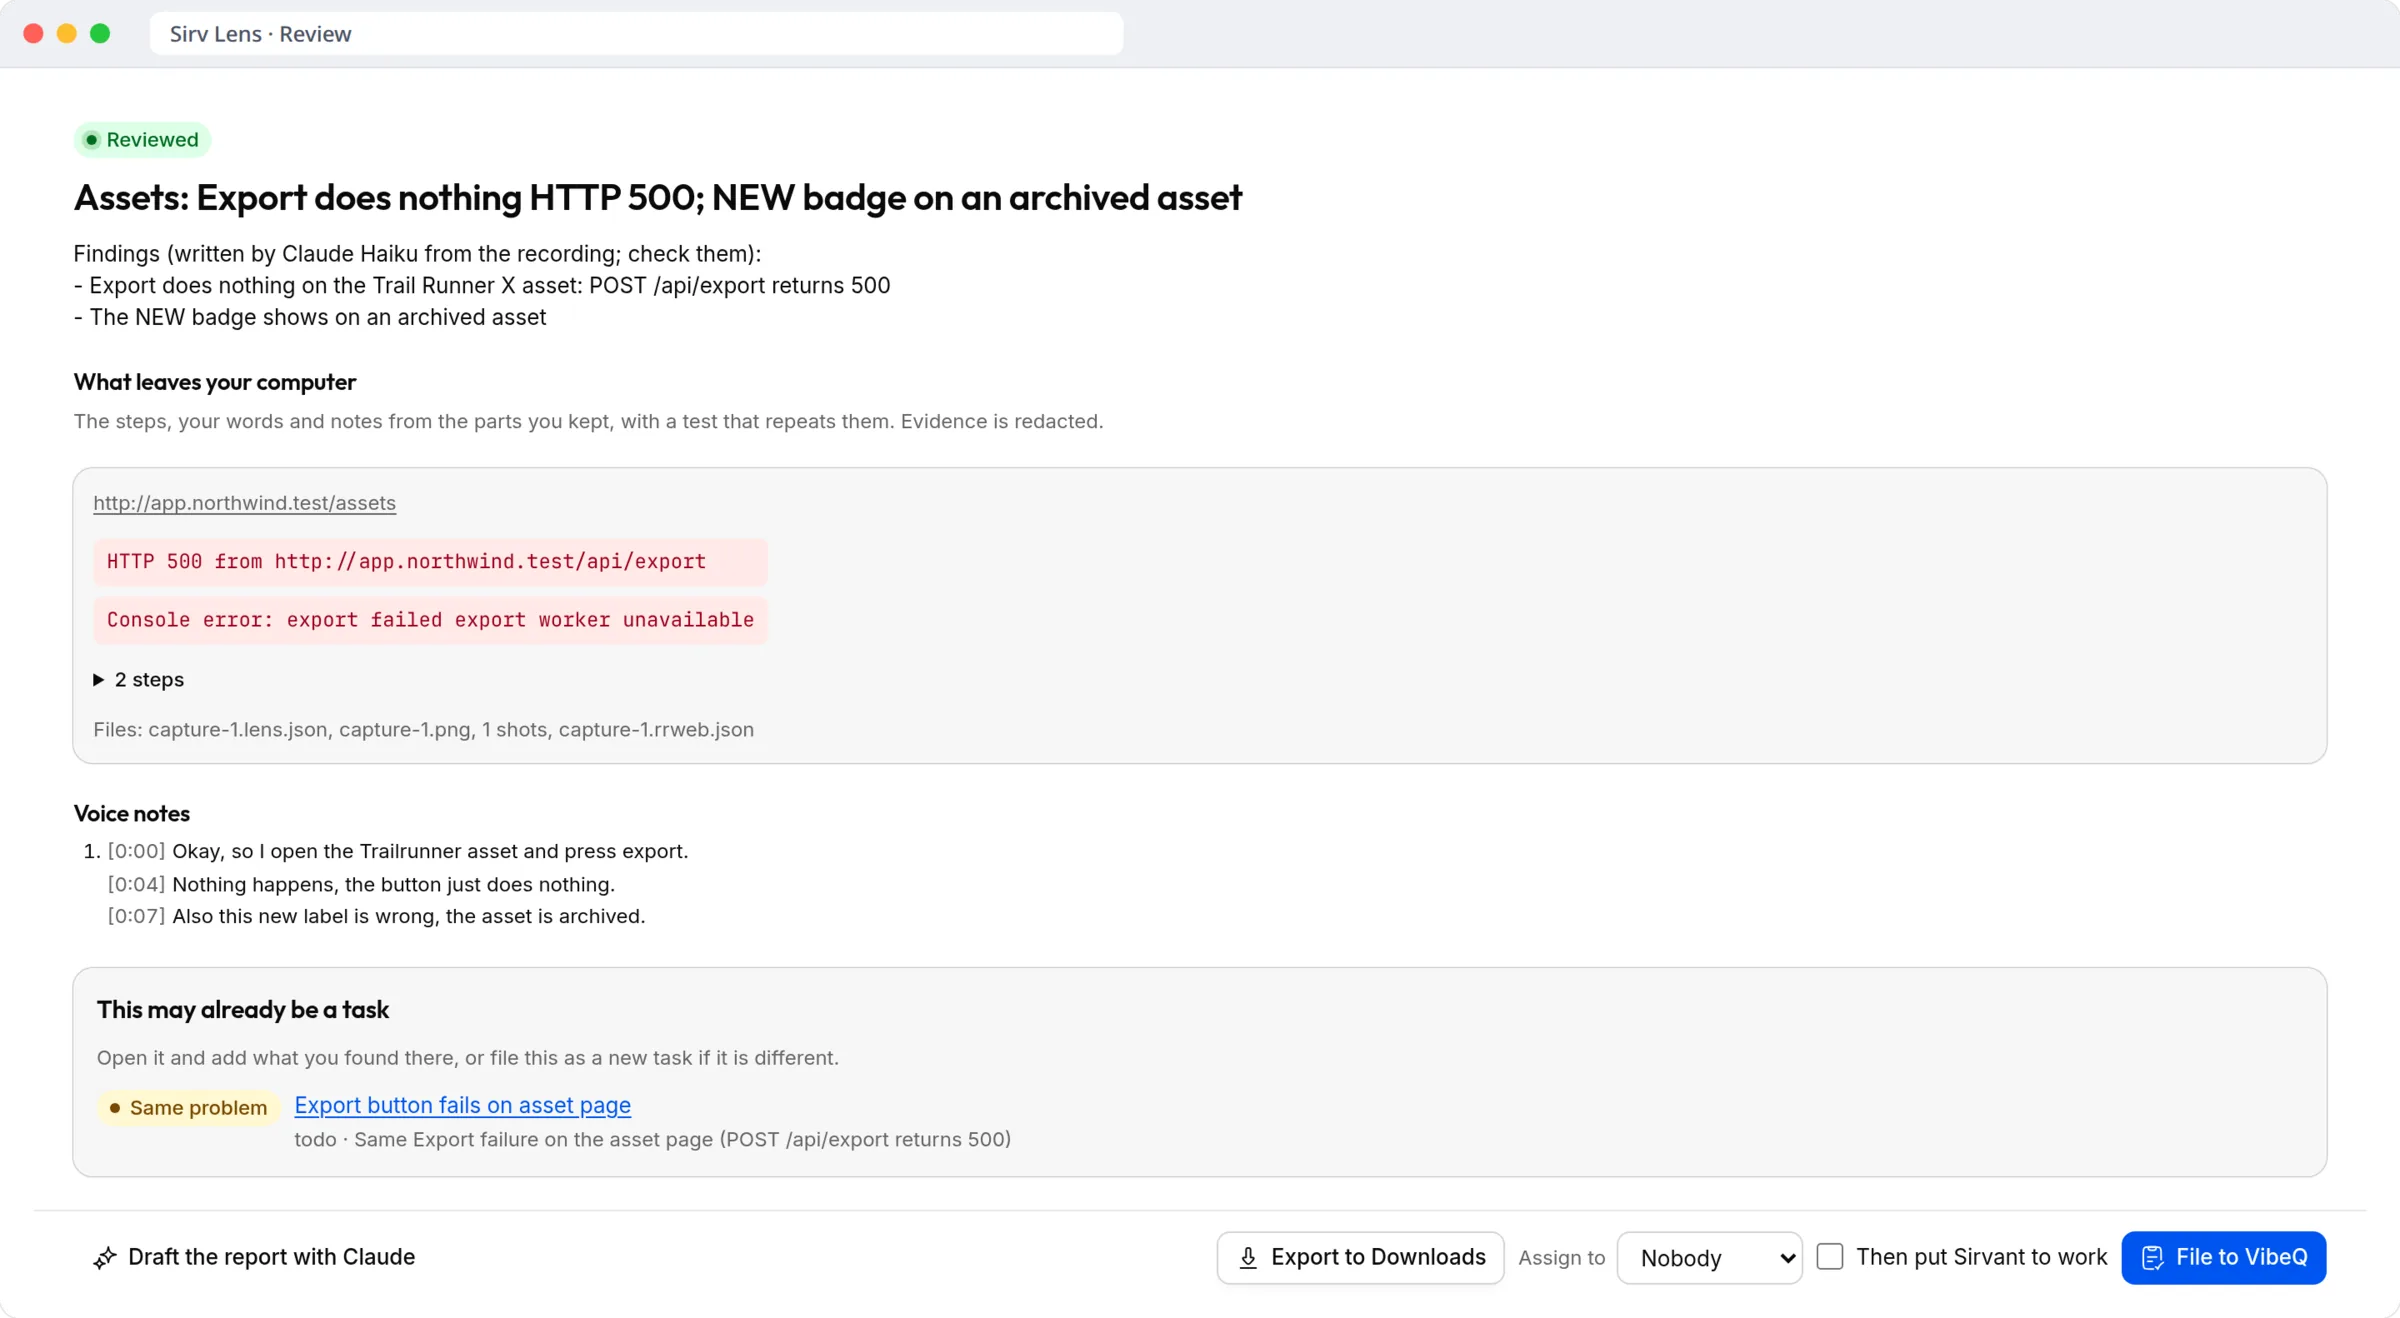 Sirv Lens · Review
Reviewed
Assets: Export does nothing HTTP 500; NEW badge on an archived asset
Findings (written by Claude Haiku from the recording; check them):
- Export does nothing on the Trail Runner X asset: POST /api/export returns 500
- The NEW badge shows on an archived asset
What leaves your computer
The steps, your words and notes from the parts you kept, with a test that repeats them. Evidence is redacted.
http://app.northwind.test/assets
HTTP 500 from http://app.northwind.test/api/export
Console error: export failed export worker unavailable
2 steps
Files: capture-1.lens.json, capture-1.png, 1 shots, capture-1.rrweb.json
Voice notes
1. [0:00] Okay, so I open the Trailrunner asset and press export.
[0:04] Nothing happens, the button just does nothing.
[0:07] Also this new label is wrong, the asset is archived.
This may already be a task
Open it and add what you found there, or file this as a new task if it is different.
Same problem Export button fails on asset page
todo · Same Export failure on the asset page (POST /api/export returns 500)
Draft the report with Claude Export to Downloads Assign to Nobody Then put Sirvant to work File to VibeQ